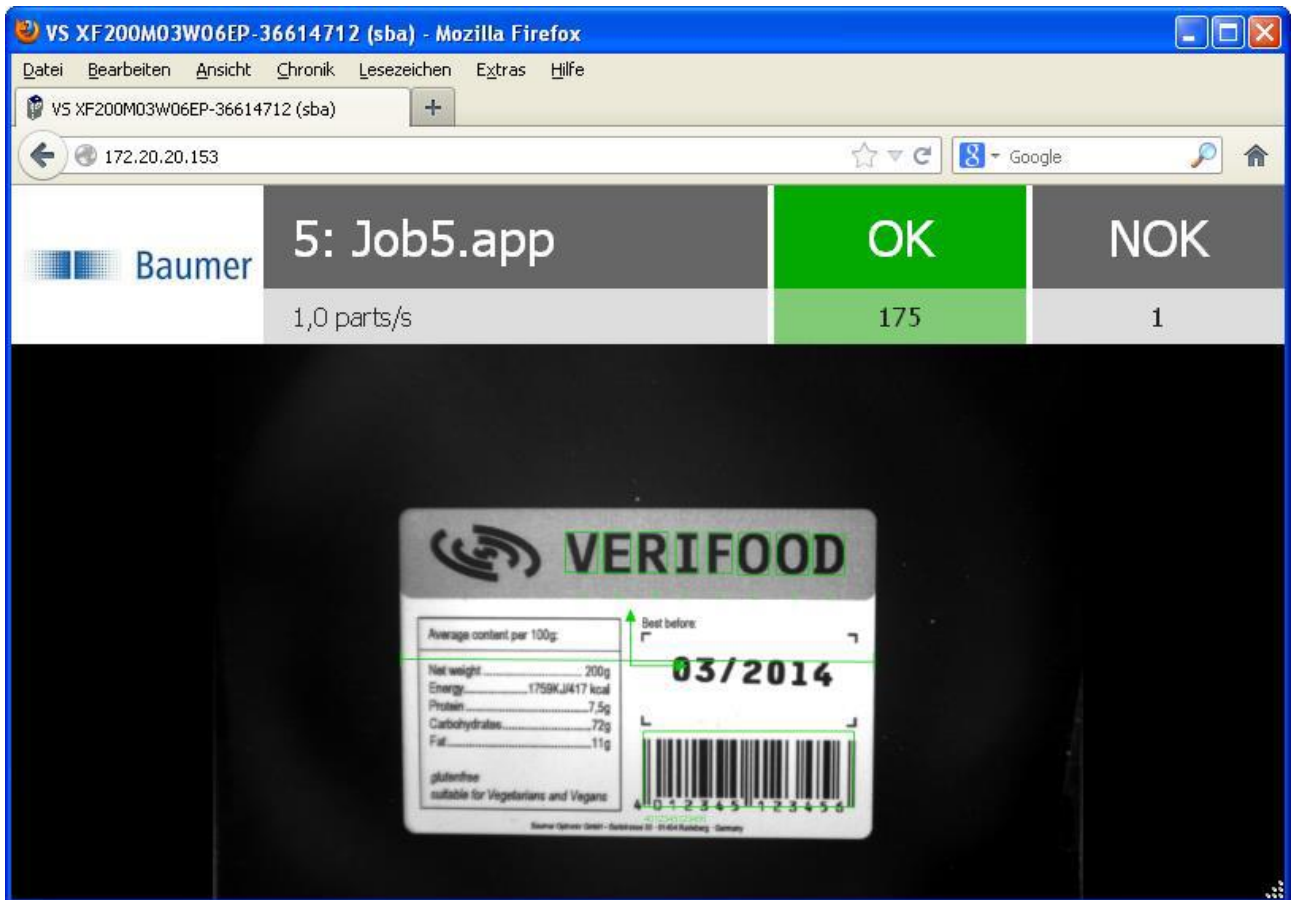 VS XF200M03W06EP-36614712 (sba) - Mozilla Firefox
Datei Bearbeiten Ansicht Chronik Lesezeichen Extras Hilfe
VS XF200M03W06EP-36614712 (sba) +
172.20.20.153 Google
Baumer 5: Job5.app OK NOK
1,0 parts/s 175 1
VERIFOOD
Average content per 100g:
Net weight 200g
Energy 1759KJ/417 kcal
Protein 7,5g
Carbohydrates 72g
Fat 11g
glutenfree
suitable for Vegetarians and Vegans
Best before:
03/2014
4 012345 123456